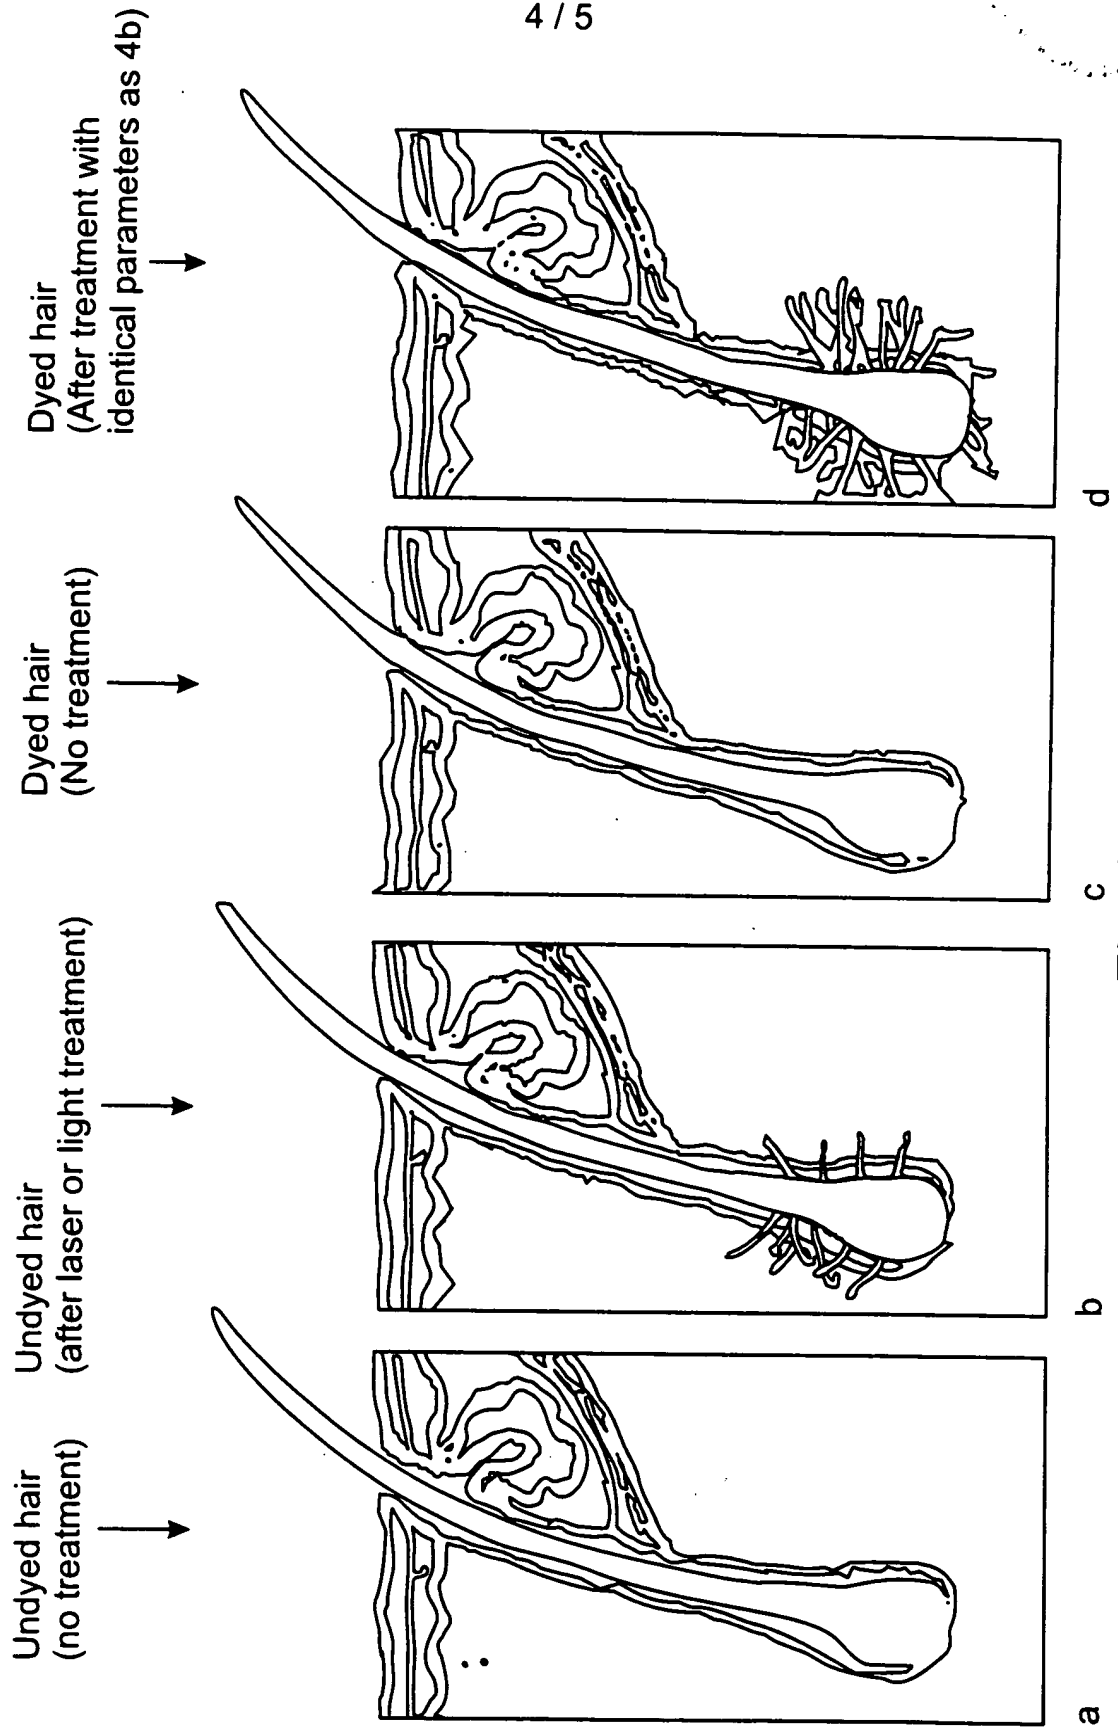 4 / 5
Undyed hair
(no treatment)
Undyed hair
(after laser or light treatment)
Dyed hair
(No treatment)
Dyed hair
(After treatment with
identical parameters as 4b)
a
b
c
d